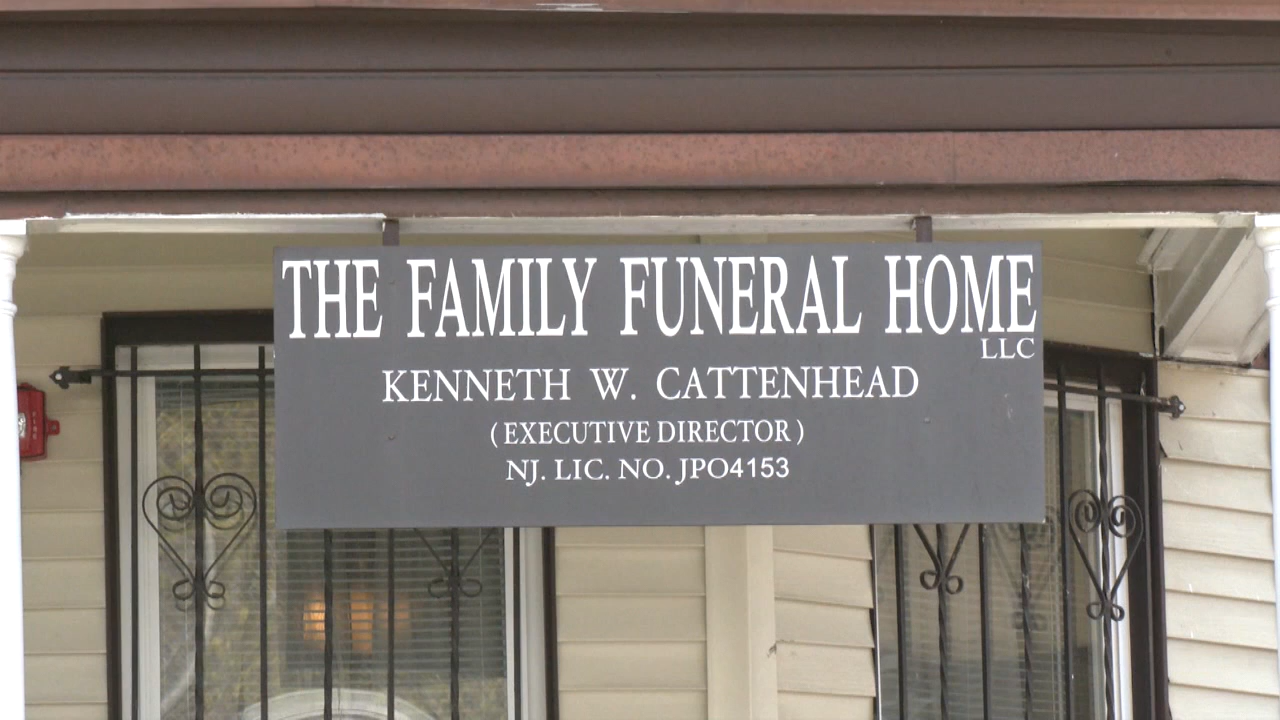 THE FAMILY FUNERAL HOME
LLC
KENNETH W. CATTENHEAD
(EXECUTIVE DIRECTOR)
NJ. LIC. NO. JPO4153